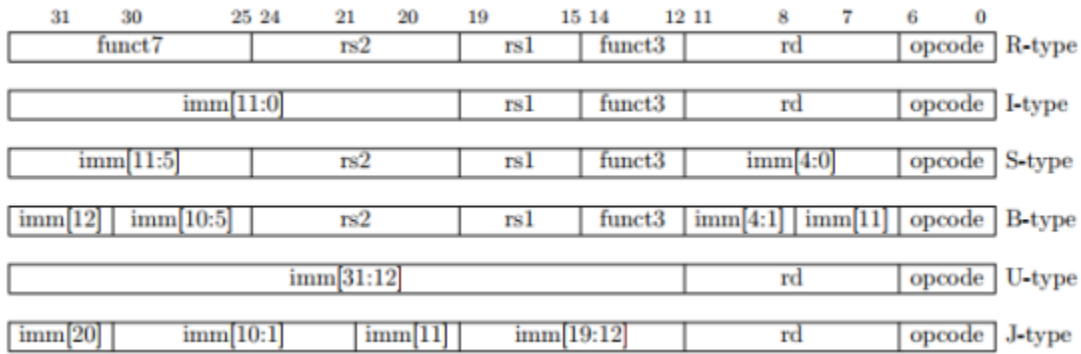 31 30 25 24 21 20 19 15 14 12 11 8 7 6 0
funct7 rs2 rs1 funct3 rd opcode R-type
imm[11:0] rs1 funct3 rd opcode I-type
imm[11:5] rs2 rs1 funct3 imm[4:0] opcode S-type
imm[12] imm[10:5] rs2 rs1 funct3 imm[4:1] imm[11] opcode B-type
imm[31:12] rd opcode U-type
imm[20] imm[10:1] imm[11] imm[19:12] rd opcode J-type